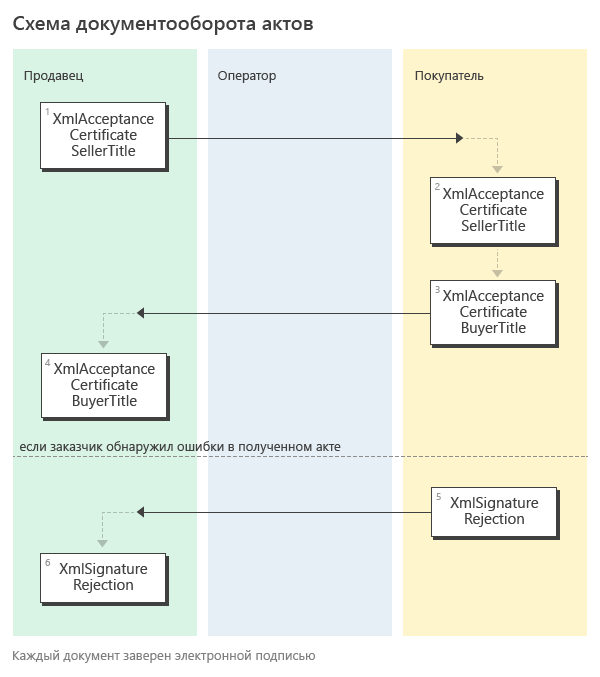 Схема документооборота актов
Продавец
Оператор
Покупатель
1
XmlAcceptance
Certificate
SellerTitle
2
XmlAcceptance
Certificate
SellerTitle
3
XmlAcceptance
Certificate
BuyerTitle
4
XmlAcceptance
Certificate
BuyerTitle
если заказчик обнаружил ошибки в полученном акте
5
XmlSignature
Rejection
6
XmlSignature
Rejection
Каждый документ заверен электронной подписью